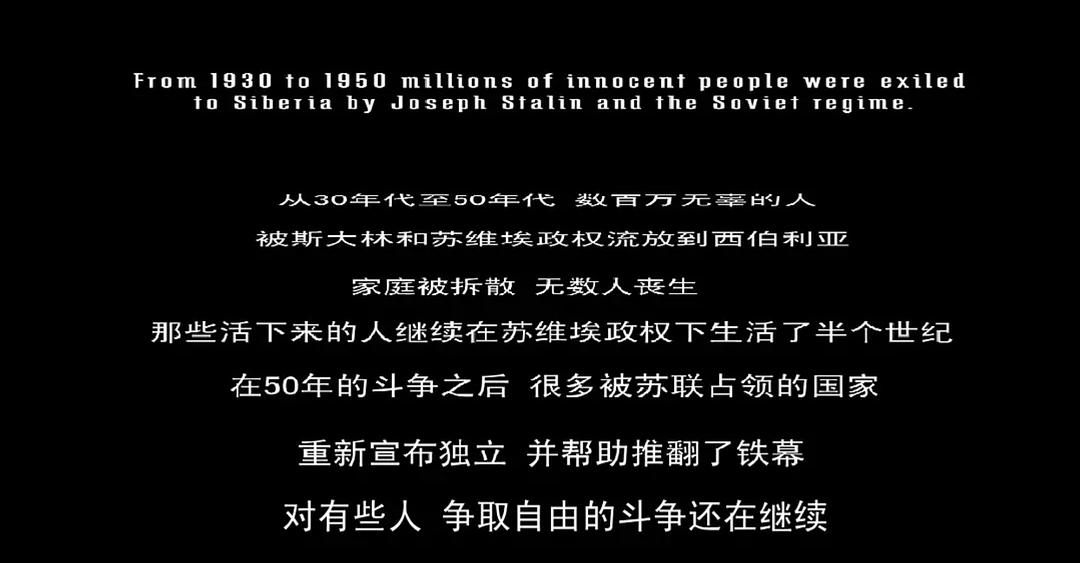 From 1930 to 1950 millions of innocent people were exiled
to Siberia by Joseph Stalin and the Soviet regime.
从30年代至50年代 数百万无辜的人
被斯大林和苏维埃政权流放到西伯利亚
家庭被拆散 无数人丧生
那些活下来的人继续在苏维埃政权下生活了半个世纪
在50年的斗争之后 很多被苏联占领的国家
重新宣布独立 并帮助推翻了铁幕
对有些人 争取自由的斗争还在继续